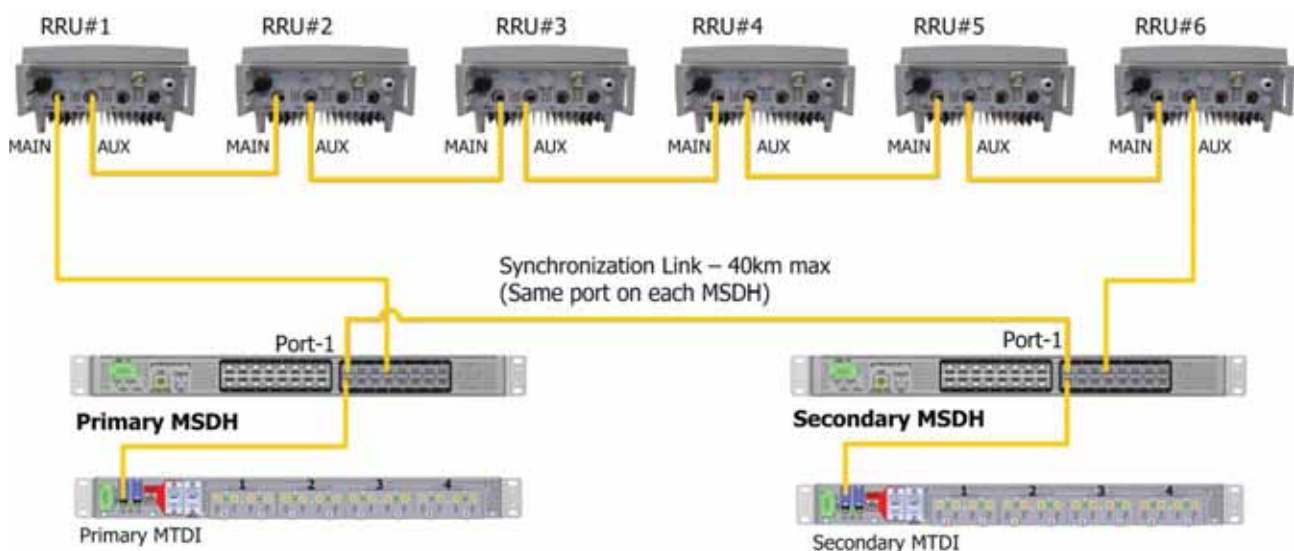 RRU#1
RRU#2
RRU#3
RRU#4
RRU#5
RRU#6
MAIN
AUX
MAIN
AUX
MAIN
AUX
MAIN
AUX
MAIN
AUX
MAIN
AUX
Synchronization Link – 40km max
(Same port on each MSDH)
Port-1
Port-1
Primary MSDH
Secondary MSDH
1
2
3
4
1
2
3
4
Primary MTDI
Secondary MTDI